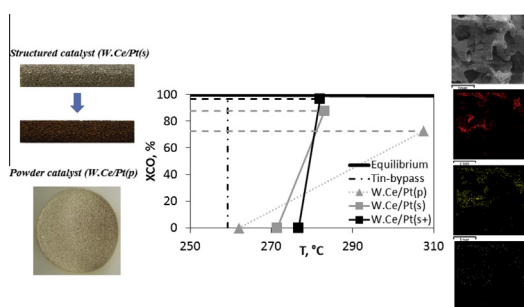 Structured catalyst (W.Ce/Pt(s)
Powder catalyst (W.Ce/Pt(p)
XCO, %
100
80
60
40
20
0
Equilibrium
Tin-bypass
W.Ce/Pt(p)
W.Ce/Pt(s)
W.Ce/Pt(s+)
250
270
290
310
T, °C